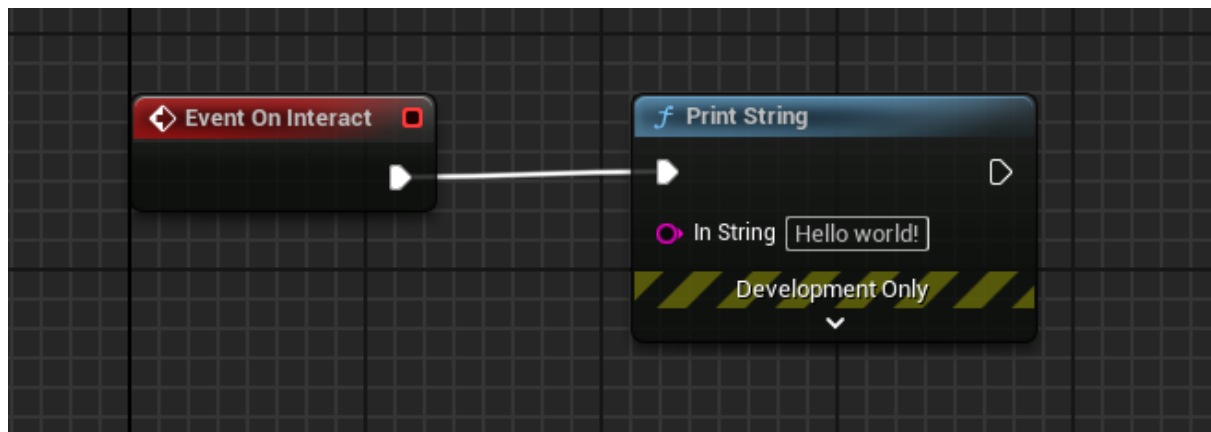 Event On Interact
Print String
In String Hello world!
Development Only